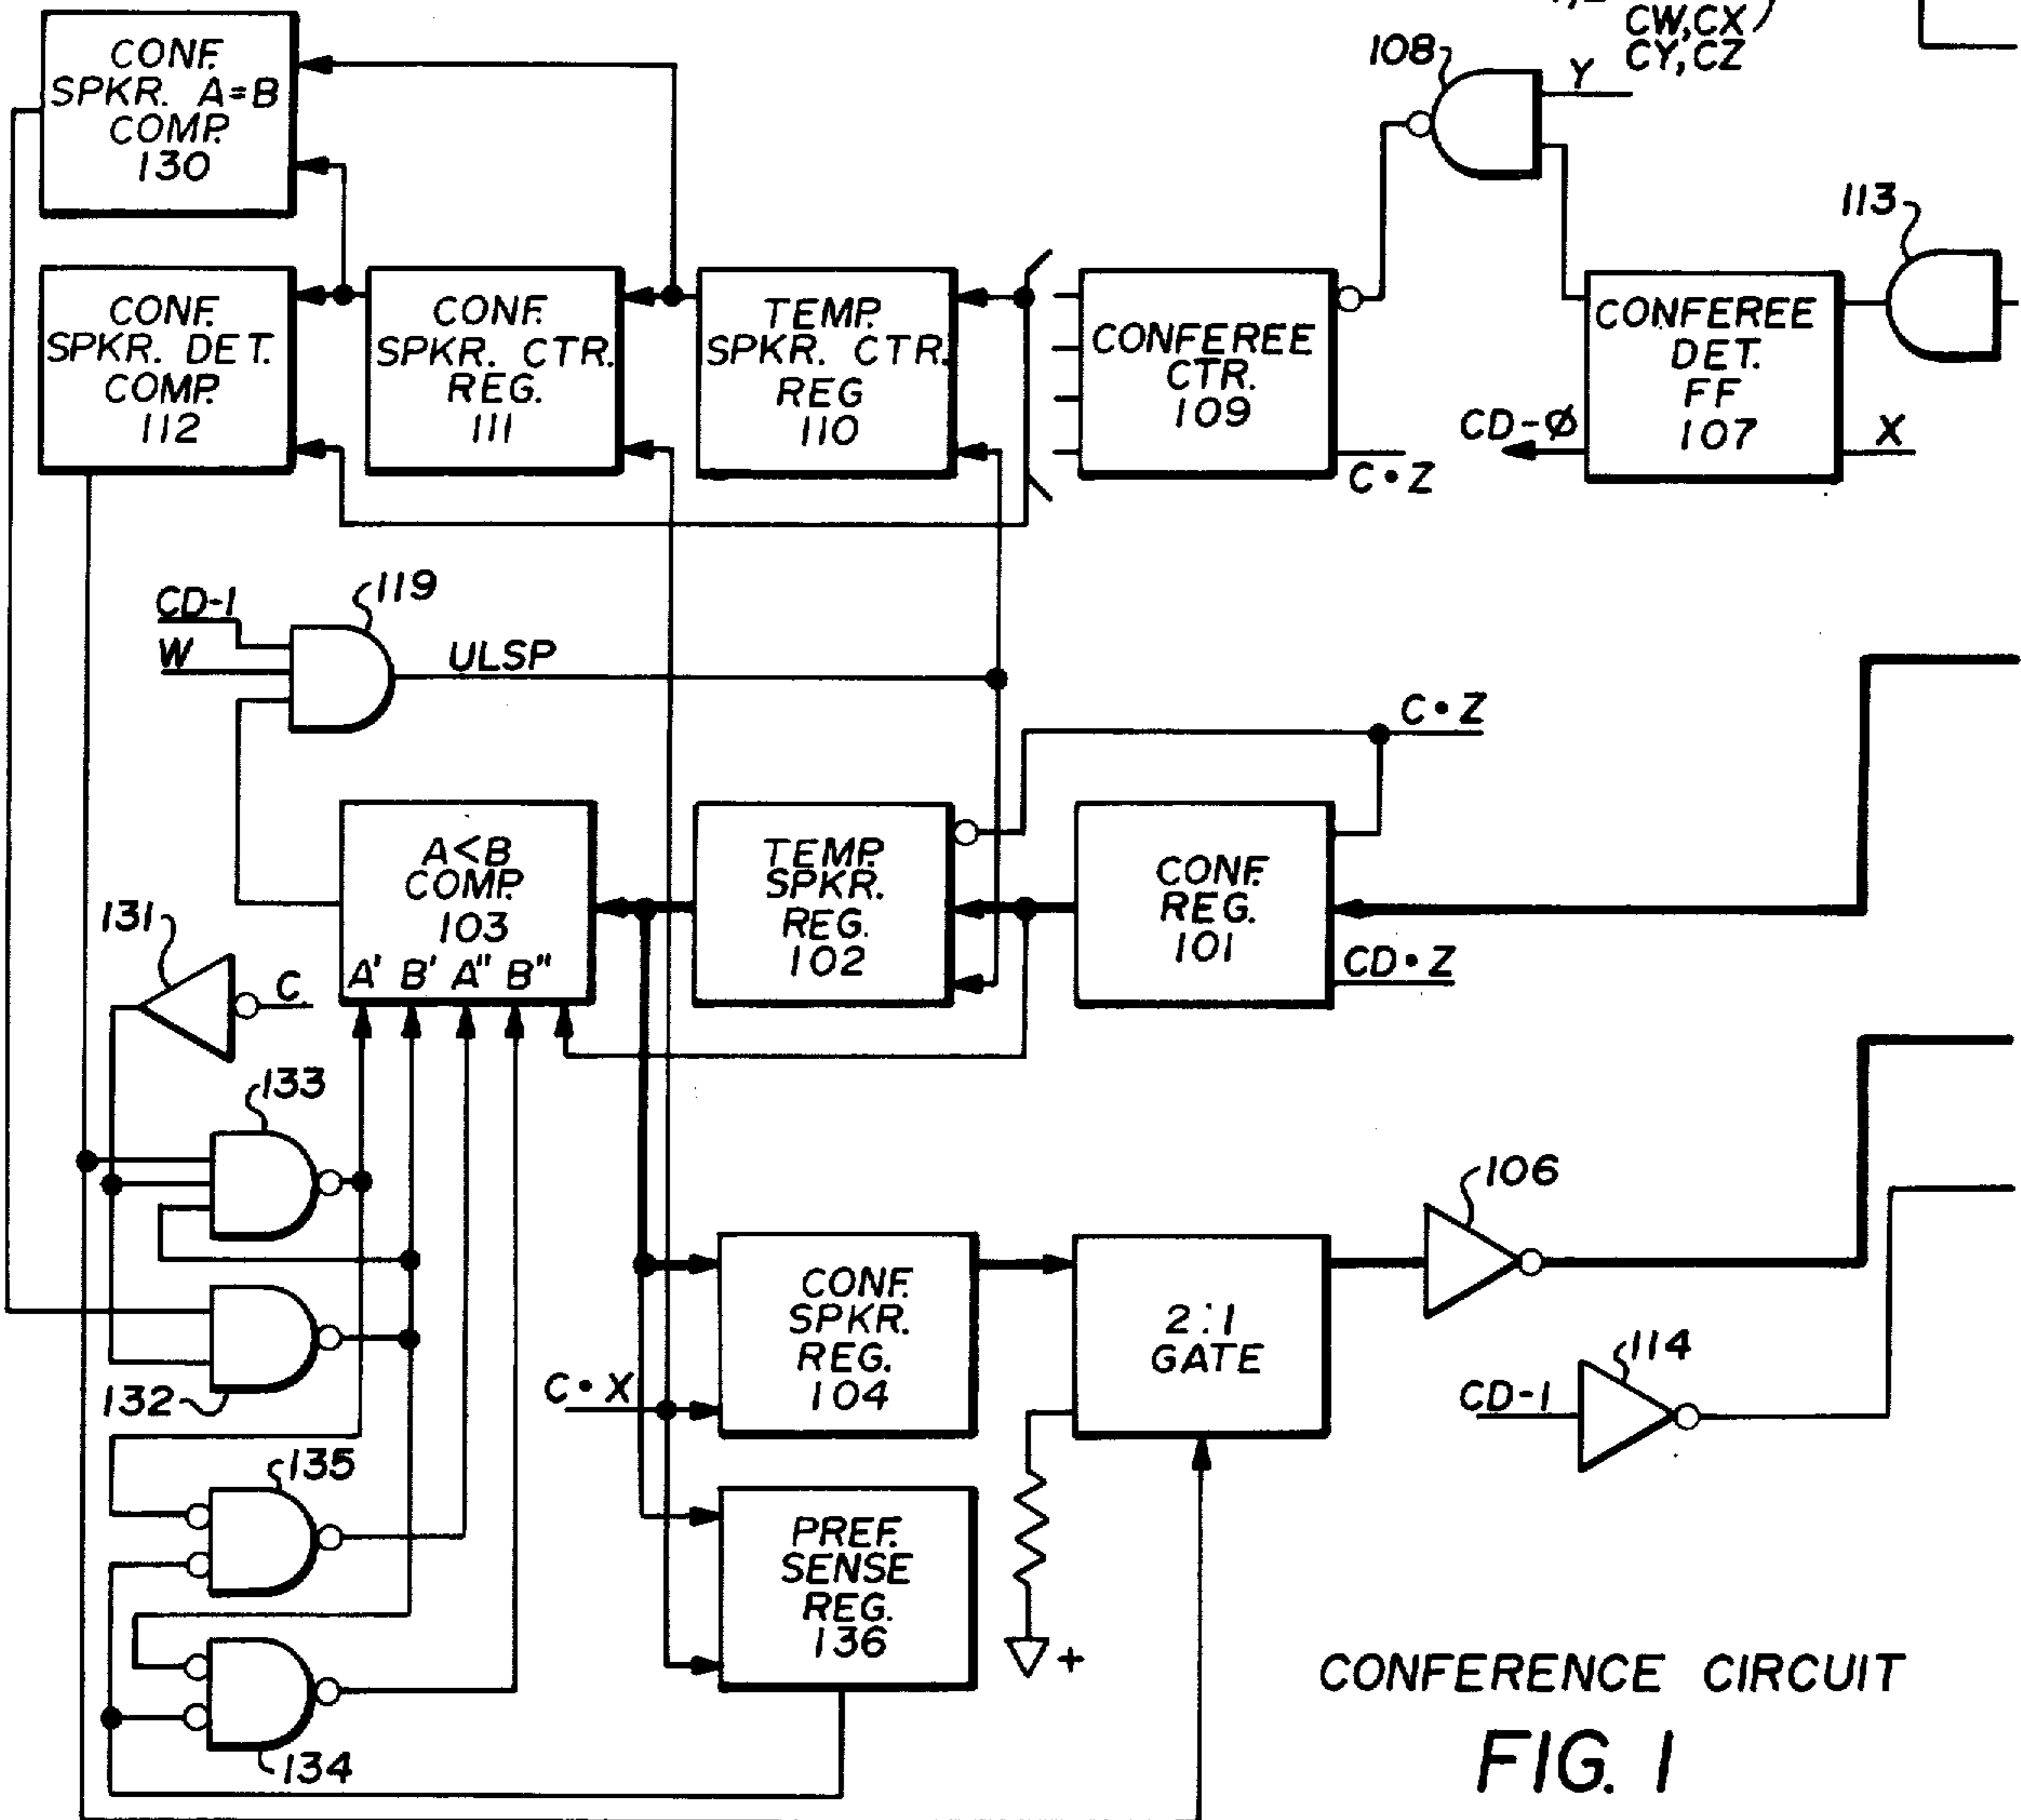 CW,CX
CY,CZ
108
Y
CONF.
SPKR. A=B
COMP.
130
113
CONF.
SPKR. DET.
COMP.
112
CONF.
SPKR. CTR.
REG.
111
TEMP.
SPKR. CTR.
REG
110
CONFEREE
CTR.
109
C•Z
CONFEREE
DET.
FF
107
CD-Ø
X
CD-1
W
119
ULSP
C•Z
A<B
COMP.
103
A' B' A" B"
TEMP.
SPKR.
REG.
102
CONF.
REG.
101
CD•Z
131
C
133
106
CONF.
SPKR.
REG.
104
2:1
GATE
114
CD-1
C•X
132
135
PREF.
SENSE
REG.
136
+
134
CONFERENCE CIRCUIT
FIG. 1